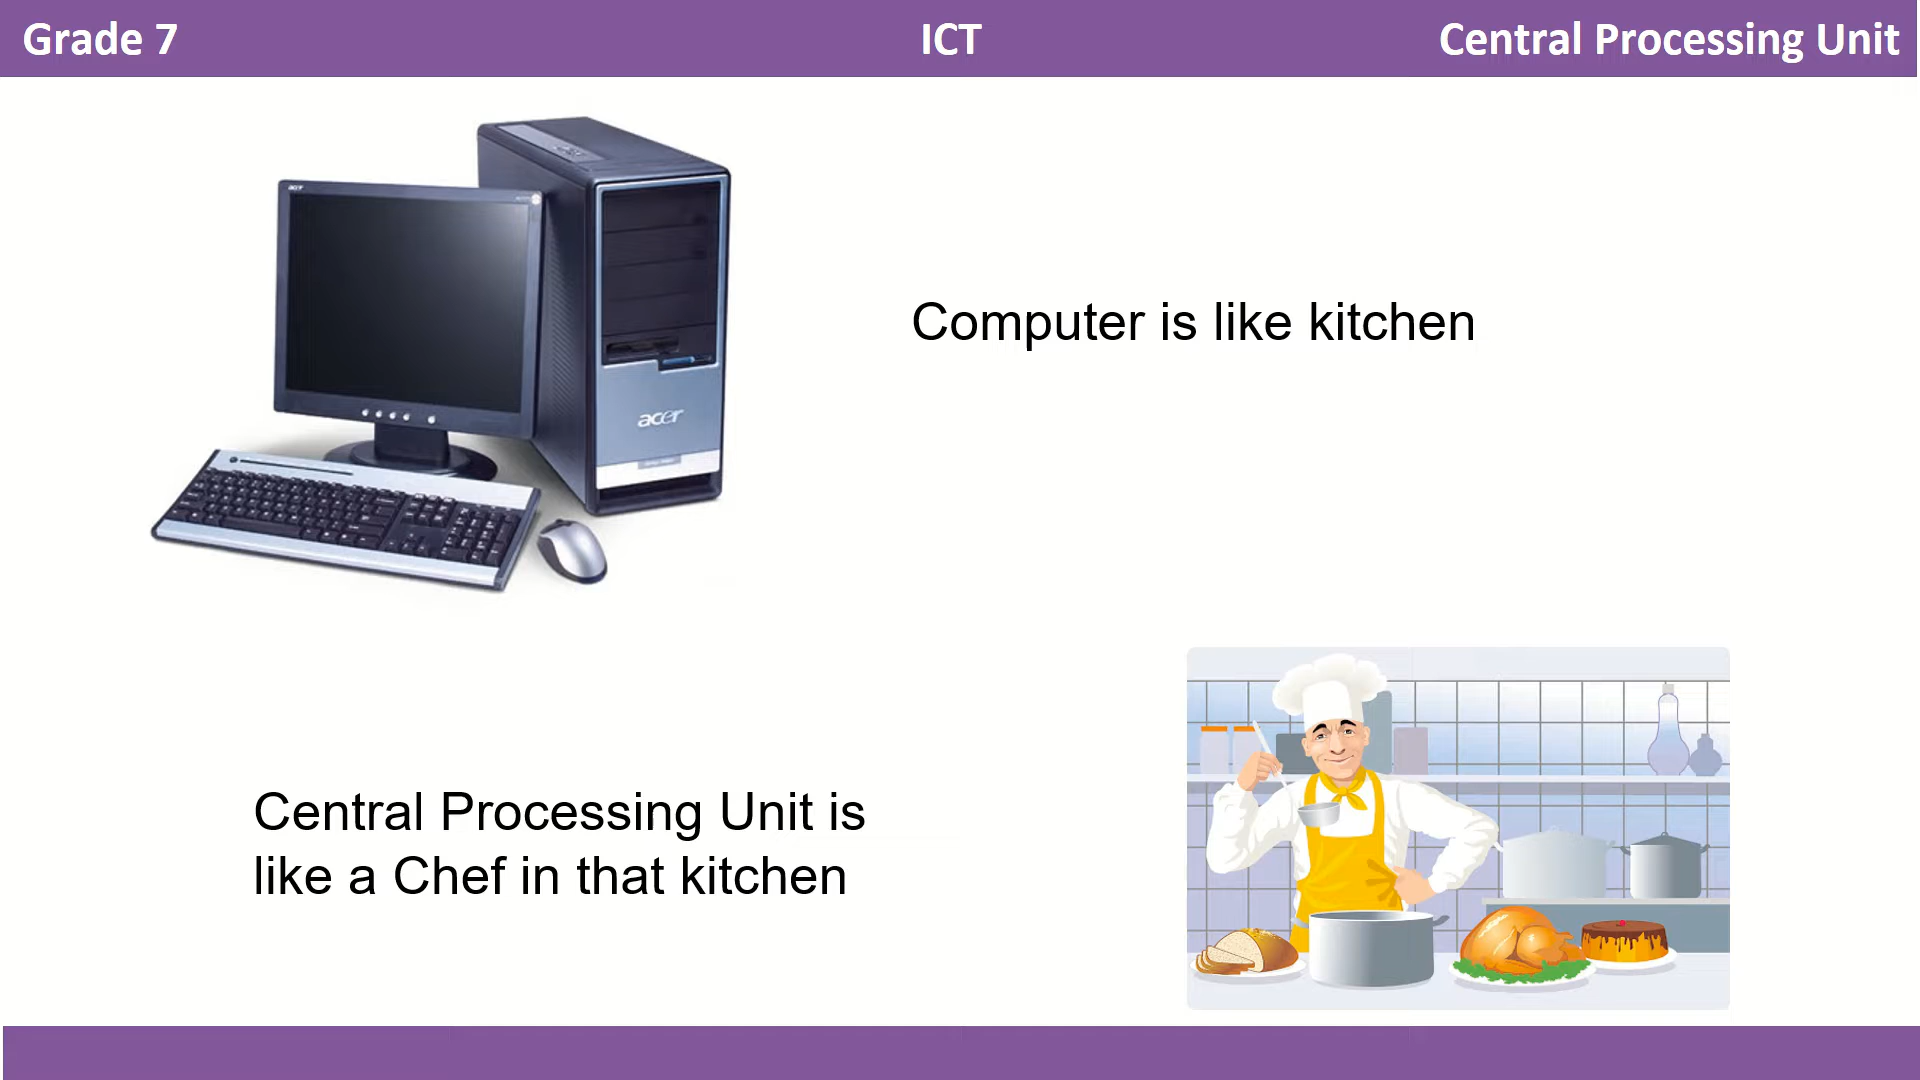 Grade 7 ICT Central Processing Unit
acer
acer
Computer is like kitchen
Central Processing Unit is
like a Chef in that kitchen